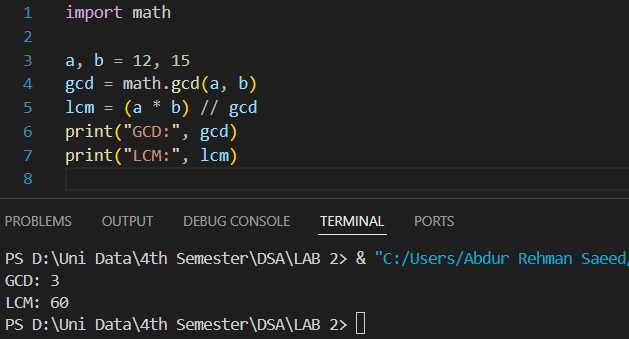 1 import math
2
3 a, b = 12, 15
4 gcd = math.gcd(a, b)
5 lcm = (a * b) // gcd
6 print("GCD:", gcd)
7 print("LCM:", lcm)
8
PROBLEMS OUTPUT DEBUG CONSOLE TERMINAL PORTS
PS D:\Uni Data\4th Semester\DSA\LAB 2> & "C:/Users/Abdur Rehman Saeed/
GCD: 3
LCM: 60
PS D:\Uni Data\4th Semester\DSA\LAB 2>